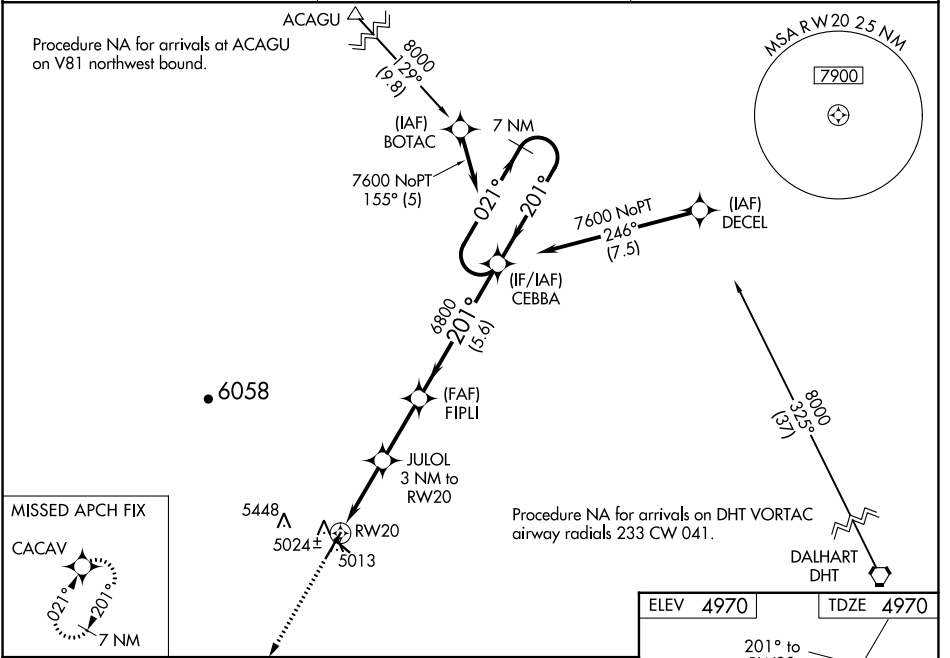 ACAGU
Procedure NA for arrivals at ACAGU
on V81 northwest bound.
8000
129°
(9.8)
MSA RW20 25 NM
7900
(IAF)
BOTAC
7 NM
7600 NoPT
155° (5)
021°
201°
7600 NoPT
246°
(7.5)
(IAF)
DECEL
(IF/IAF)
CEBBA
6800
201°
(5.6)
6058
(FAF)
FIPLI
8000
325°
(37)
JULOL
3 NM to
RW20
MISSED APCH FIX
CACAV
021°
201°
7 NM
5448
5024±
RW20
5013
Procedure NA for arrivals on DHT VORTAC
airway radials 233 CW 041.
DALHART
DHT
ELEV 4970
TDZE 4970
201° to